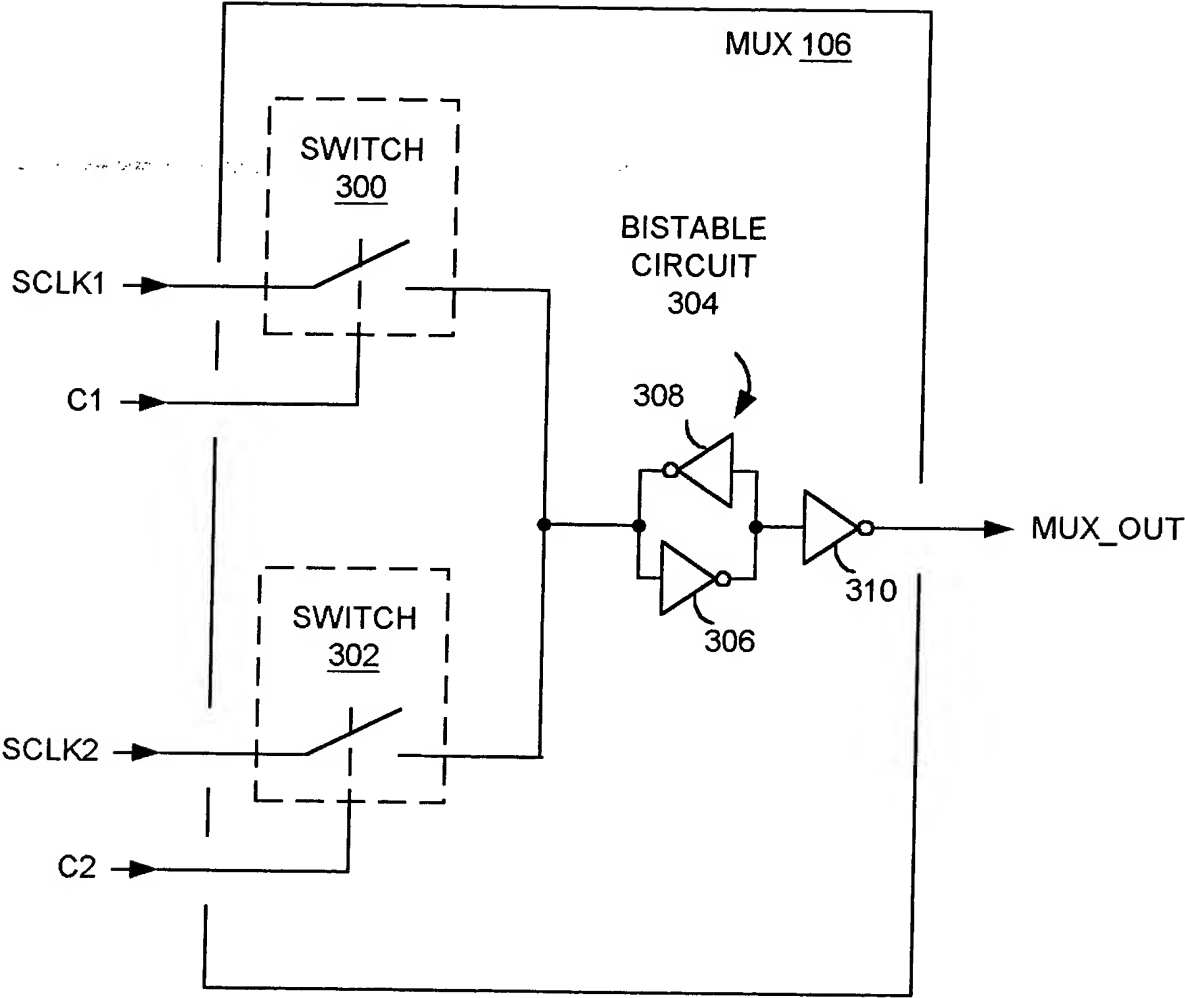 MUX 106
SWITCH
300
SCLK1
C1
BISTABLE
CIRCUIT
304
308
MUX_OUT
310
306
SWITCH
302
SCLK2
C2